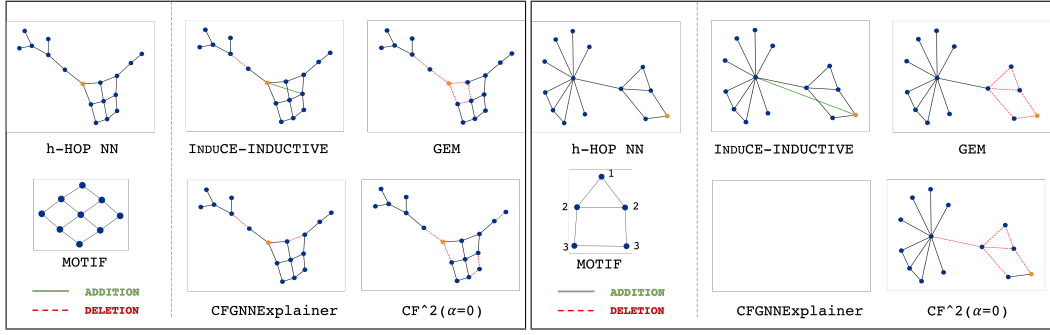 h-HOP NN
INDUCE-INDUCTIVE
GEM
MOTIF
ADDITION
DELETION
CFGNNExplainer
CF^2(α=0)
h-HOP NN
INDUCE-INDUCTIVE
GEM
1
2 2
3 3
MOTIF
ADDITION
DELETION
CFGNNExplainer
CF^2(α=0)